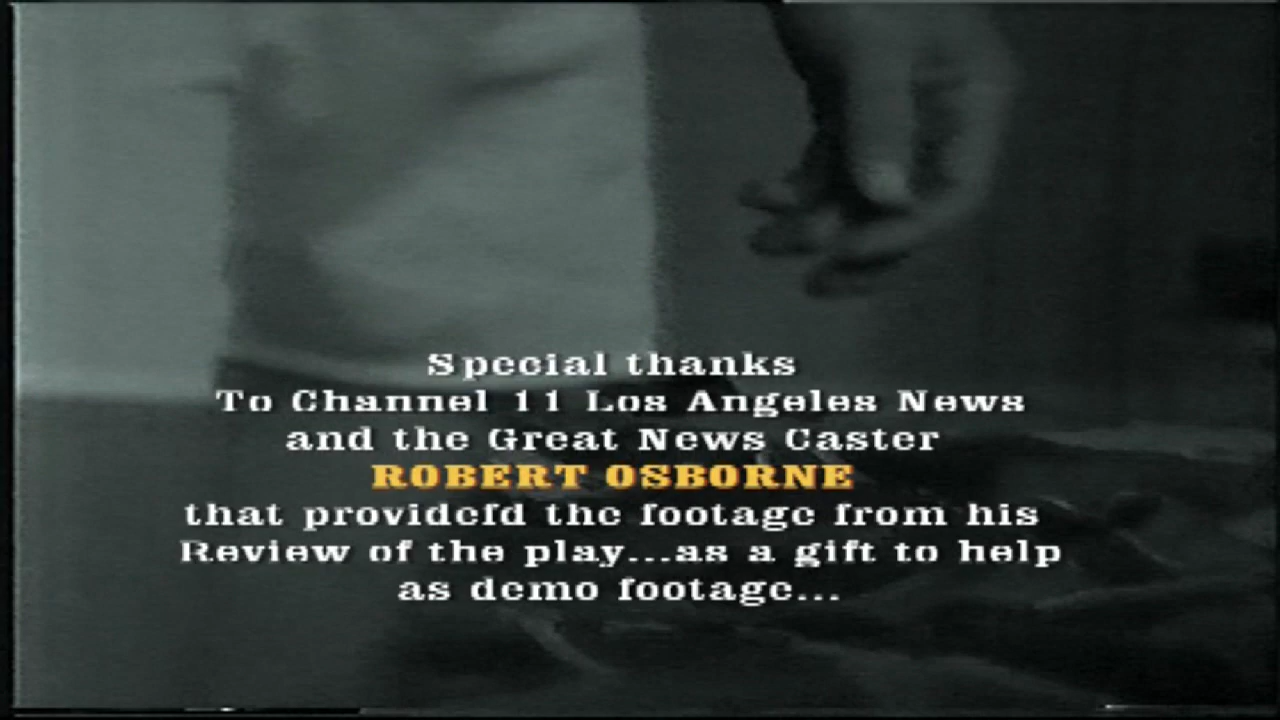 Special thanks
To Channel 11 Los Angeles News
and the Great News Caster
ROBERT OSBORNE
that providefd the footage from his
Review of the play...as a gift to help
as demo footage...